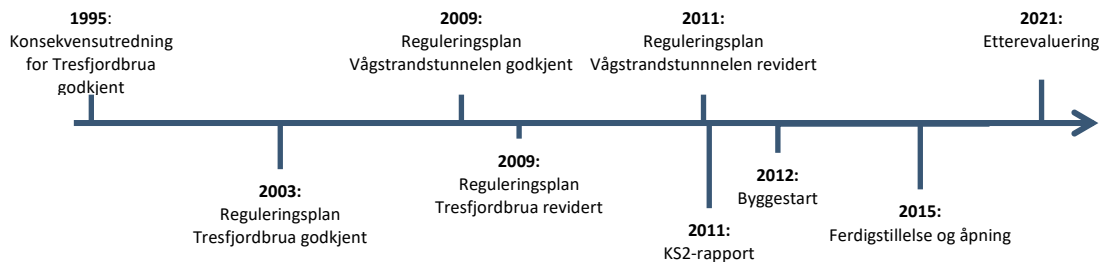 1995:
Konsekvensutredning
for Tresfjordbrua
godkjent
2003:
Reguleringsplan
Tresfjordbrua godkjent
2009:
Reguleringsplan
Vågstrandstunnelen godkjent
2009:
Reguleringsplan
Tresfjordbrua revidert
2011:
Reguleringsplan
Vågstrandstunnnelen revidert
2011:
KS2-rapport
2012:
Byggestart
2015:
Ferdigstillelse og åpning
2021:
Etterevaluering